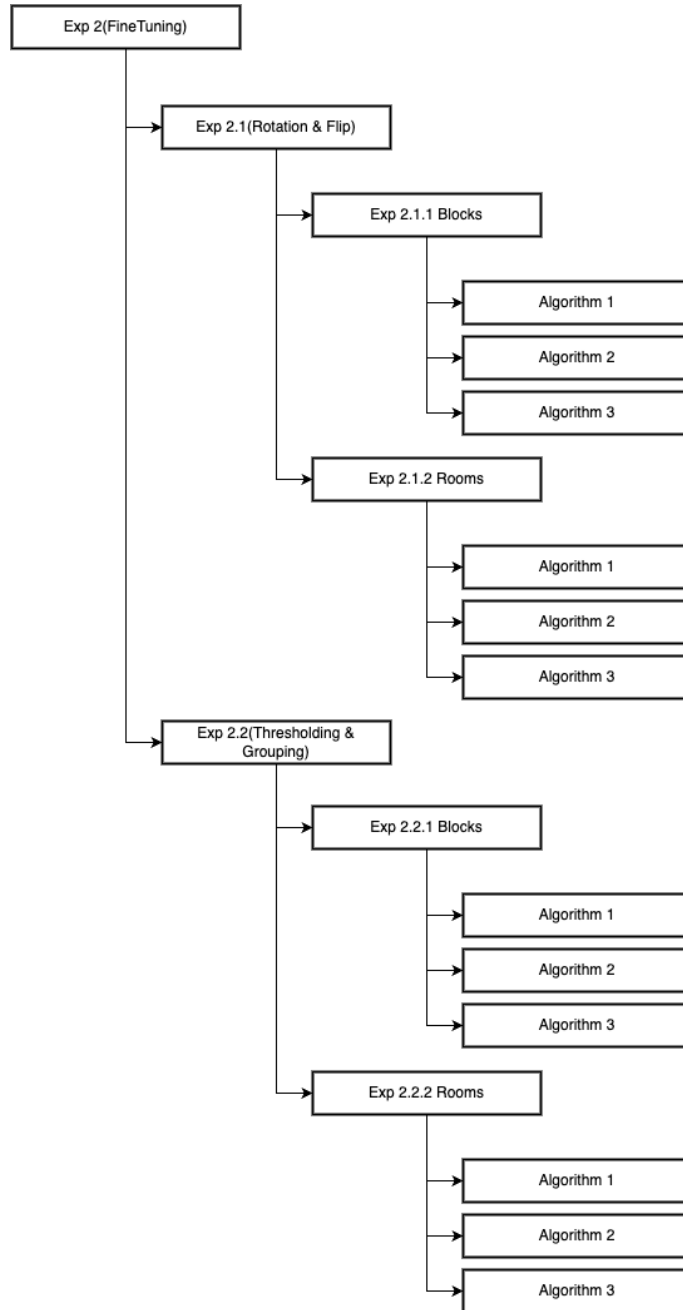 Exp 2(FineTuning)
Exp 2.1(Rotation & Flip)
Exp 2.1.1 Blocks
Algorithm 1
Algorithm 2
Algorithm 3
Exp 2.1.2 Rooms
Algorithm 1
Algorithm 2
Algorithm 3
Exp 2.2(Thresholding &
Grouping)
Exp 2.2.1 Blocks
Algorithm 1
Algorithm 2
Algorithm 3
Exp 2.2.2 Rooms
Algorithm 1
Algorithm 2
Algorithm 3